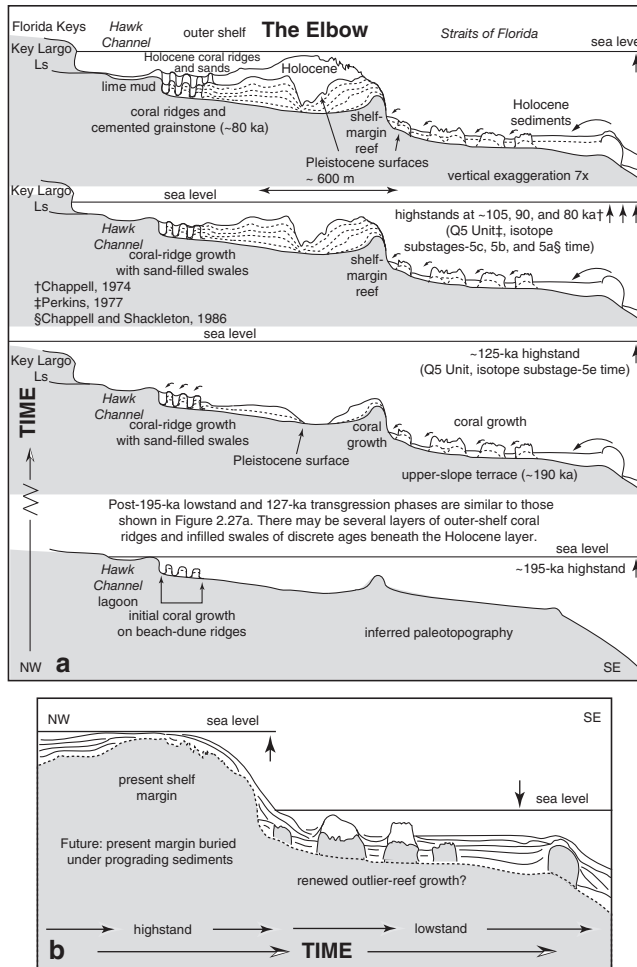 The Elbow
Florida Keys
Hawk
Channel
outer shelf
Straits of Florida
sea level
Key Largo
Ls
Holocene coral ridges
and sands
Holocene
lime mud
coral ridges and
cemented grainstone (~80 ka)
shelf-
margin
reef
Holocene
sediments
Pleistocene surfaces
~ 600 m
vertical exaggeration 7x
Key Largo
Ls
sea level
highstands at ~105, 90, and 80 ka†
(Q5 Unit‡, isotope
substages-5c, 5b, and 5a§ time)
Hawk
Channel
coral-ridge growth
with sand-filled swales
shelf-
margin
reef
†Chappell, 1974
‡Perkins, 1977
§Chappell and Shackleton, 1986
sea level
~125-ka highstand
(Q5 Unit, isotope substage-5e time)
Key Largo
Ls
TIME
Hawk
Channel
coral-ridge growth
with sand-filled swales
Pleistocene surface
coral
growth
coral growth
upper-slope terrace (~190 ka)
Post-195-ka lowstand and 127-ka transgression phases are similar to those
shown in Figure 2.27a. There may be several layers of outer-shelf coral
ridges and infilled swales of discrete ages beneath the Holocene layer.
sea level
~195-ka highstand
Hawk
Channel
lagoon
initial coral growth
on beach-dune ridges
inferred paleotopography
NW
a
SE
NW
sea level
SE
present shelf
margin
sea level
Future: present margin buried
under prograding sediments
renewed outlier-reef growth?
b
highstand
lowstand
TIME